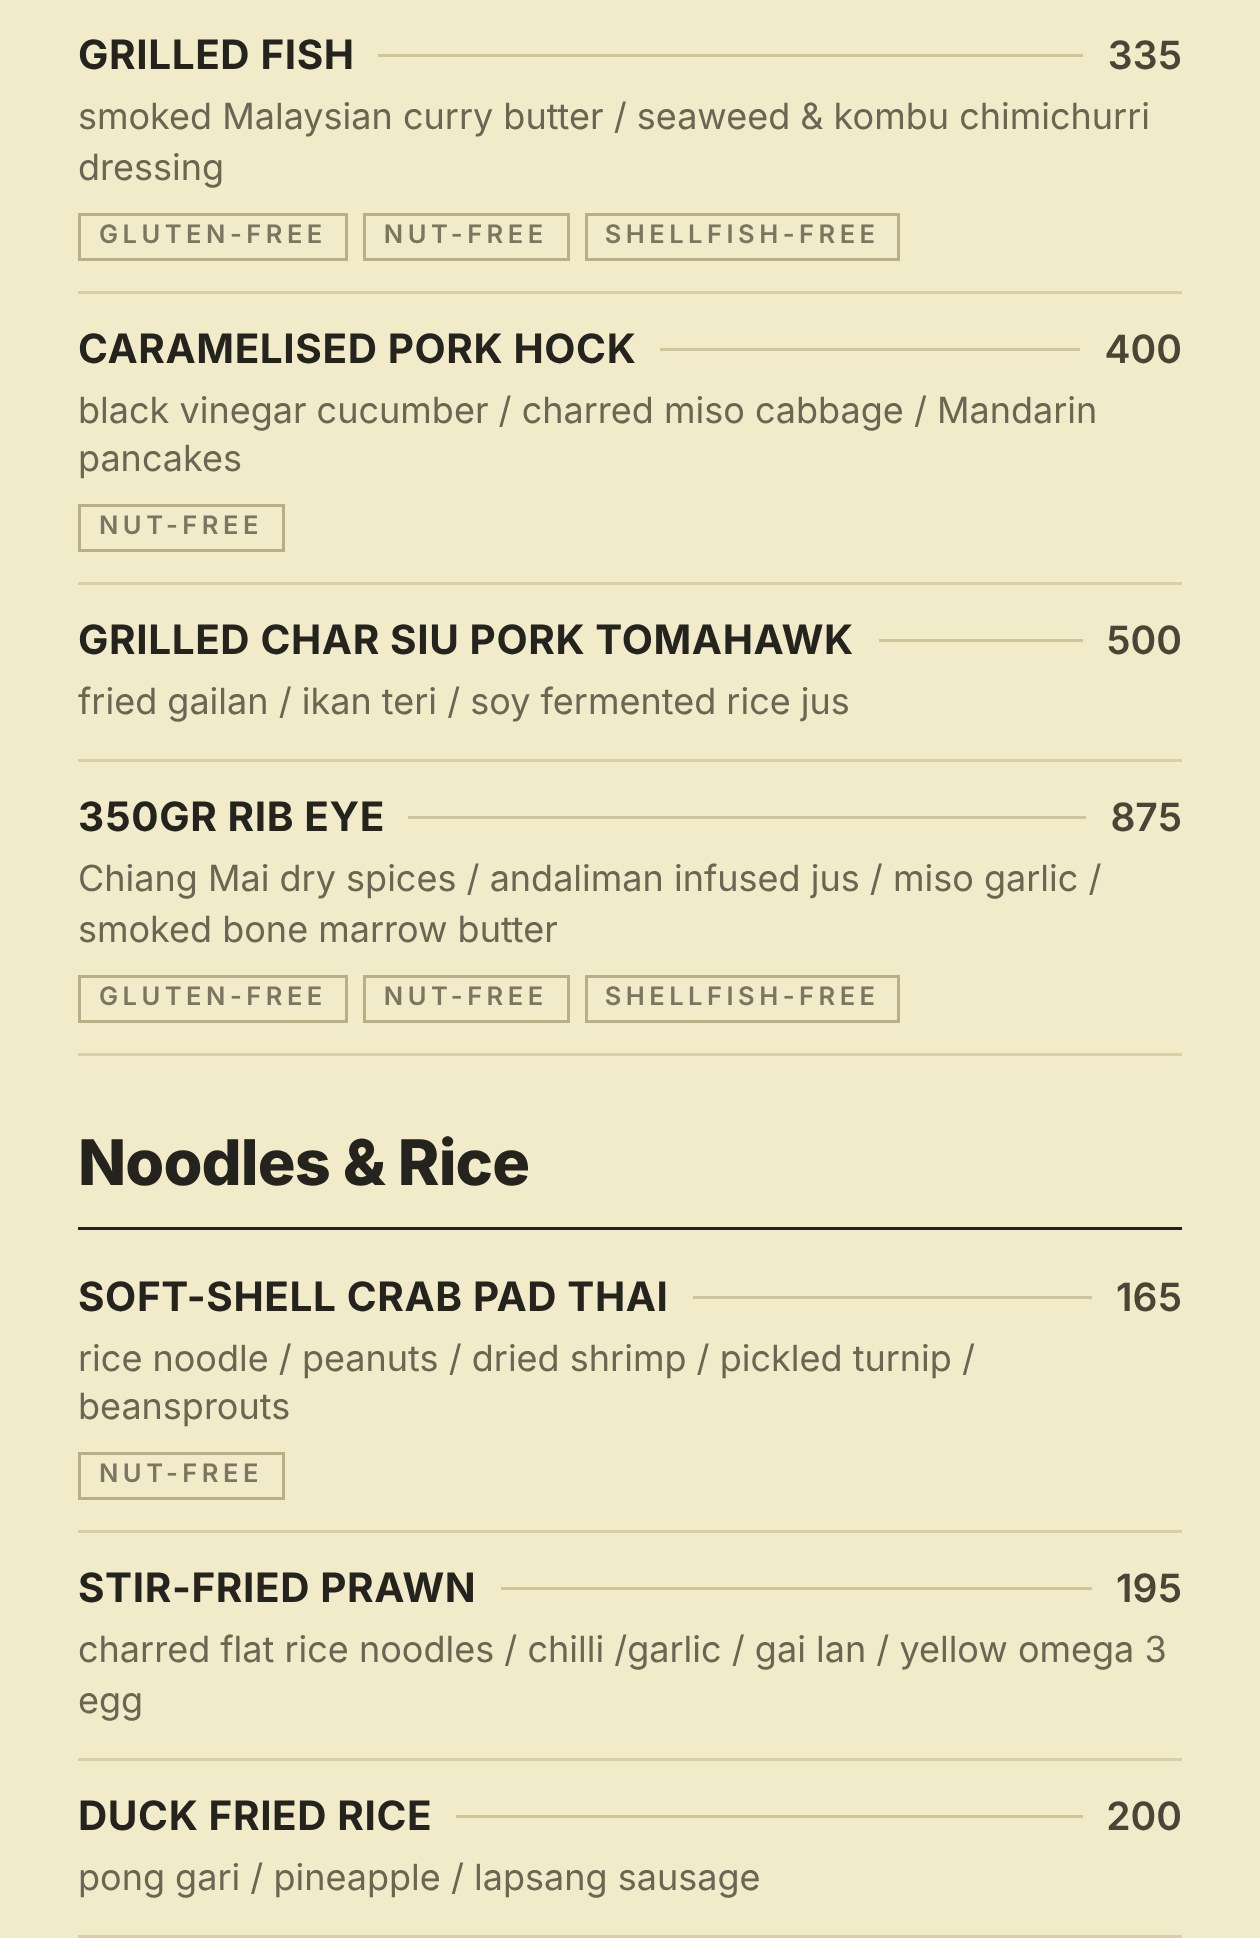 GRILLED FISH 335
smoked Malaysian curry butter / seaweed & kombu chimichurri
dressing
GLUTEN-FREE NUT-FREE SHELLFISH-FREE
CARAMELISED PORK HOCK 400
black vinegar cucumber / charred miso cabbage / Mandarin
pancakes
NUT-FREE
GRILLED CHAR SIU PORK TOMAHAWK 500
fried gailan / ikan teri / soy fermented rice jus
350GR RIB EYE 875
Chiang Mai dry spices / andaliman infused jus / miso garlic /
smoked bone marrow butter
GLUTEN-FREE NUT-FREE SHELLFISH-FREE
Noodles & Rice
SOFT-SHELL CRAB PAD THAI 165
rice noodle / peanuts / dried shrimp / pickled turnip /
beansprouts
NUT-FREE
STIR-FRIED PRAWN 195
charred flat rice noodles / chilli /garlic / gai lan / yellow omega 3
egg
DUCK FRIED RICE 200
pong gari / pineapple / lapsang sausage